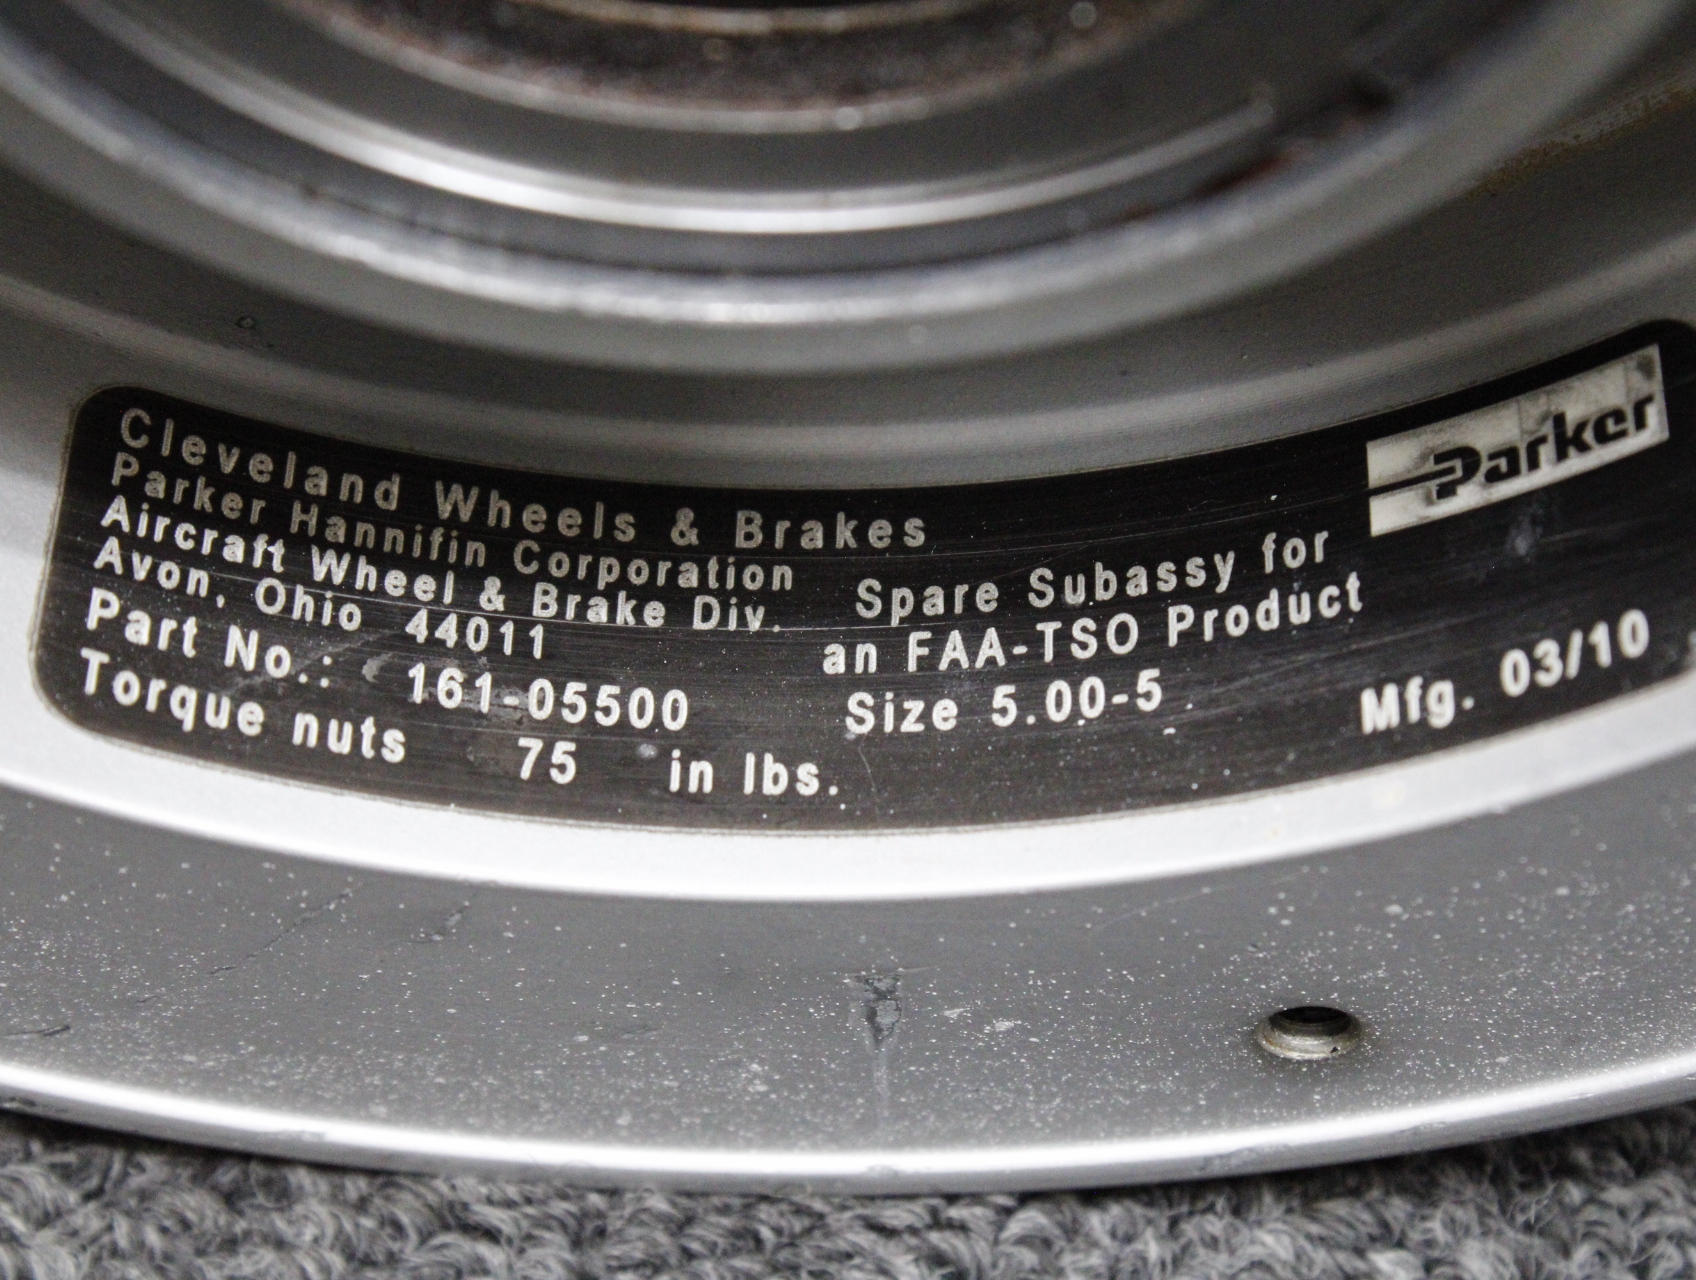 Cleveland Wheels & Brakes
Parker Hannifin Corporation
Aircraft Wheel & Brake Div.
Avon, Ohio 44011
Part No.: 161-05500
Torque nuts 75 in lbs.
Spare Subassy for
an FAA-TSO Product
Size 5.00-5
Parker
Mfg. 03/10